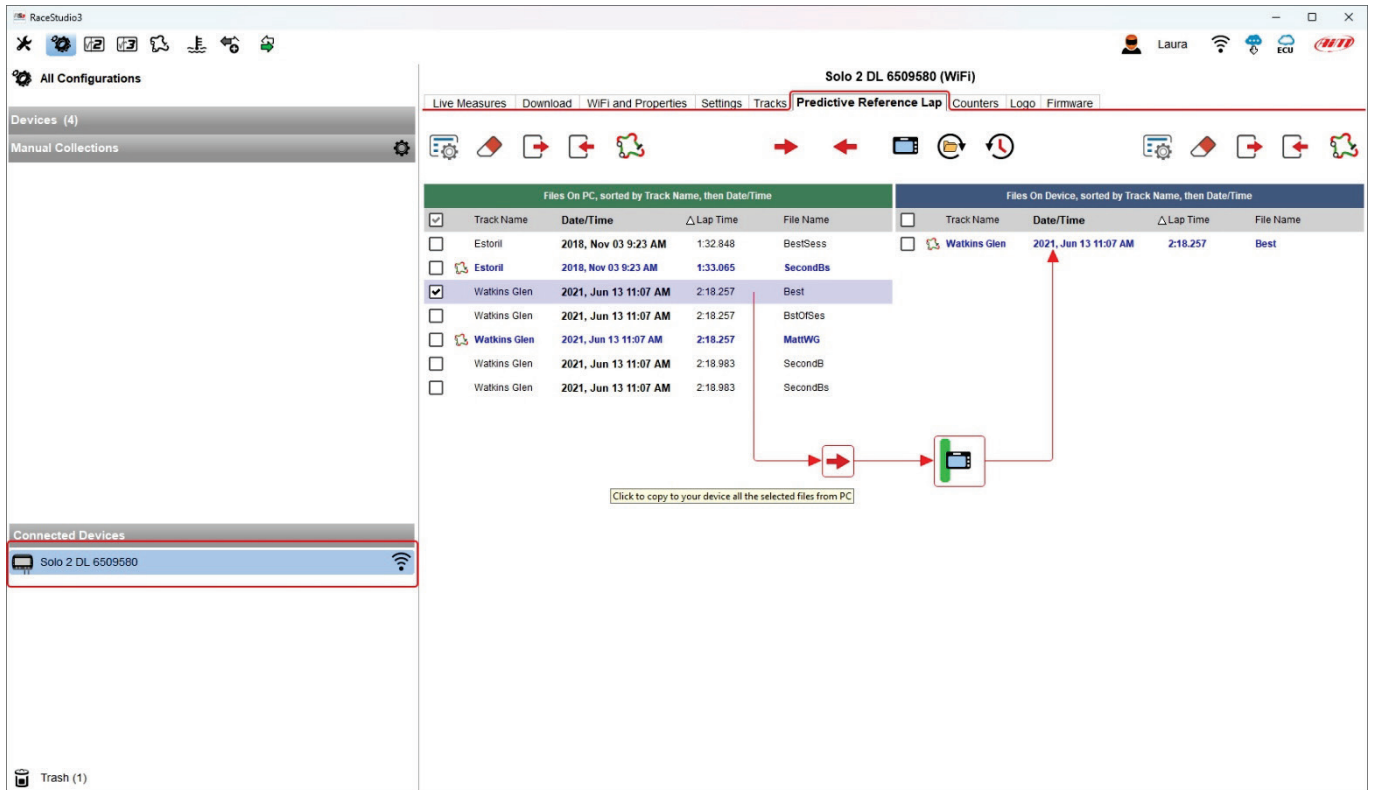 RaceStudio3
Laura
ECU
AiM
All Configurations
Solo 2 DL 6509580 (WiFi)
Live Measures Download WiFi and Properties Settings Tracks Predictive Reference Lap Counters Logo Firmware
Devices (4)
Manual Collections
Files On PC, sorted by Track Name, then Date/Time
Files On Device, sorted by Track Name, then Date/Time
Track Name Date/Time △Lap Time File Name
Track Name Date/Time △Lap Time File Name
Estoril 2018, Nov 03 9:23 AM 1:32.848 BestSess
Watkins Glen 2021, Jun 13 11:07 AM 2:18.257 Best
Estoril 2018, Nov 03 9:23 AM 1:33.065 SecondBs
Watkins Glen 2021, Jun 13 11:07 AM 2:18.257 Best
Watkins Glen 2021, Jun 13 11:07 AM 2:18.257 BstOfSes
Watkins Glen 2021, Jun 13 11:07 AM 2:18.257 MattWG
Watkins Glen 2021, Jun 13 11:07 AM 2:18.983 SecondB
Watkins Glen 2021, Jun 13 11:07 AM 2:18.983 SecondBs
Click to copy to your device all the selected files from PC
Connected Devices
Solo 2 DL 6509580
Trash (1)